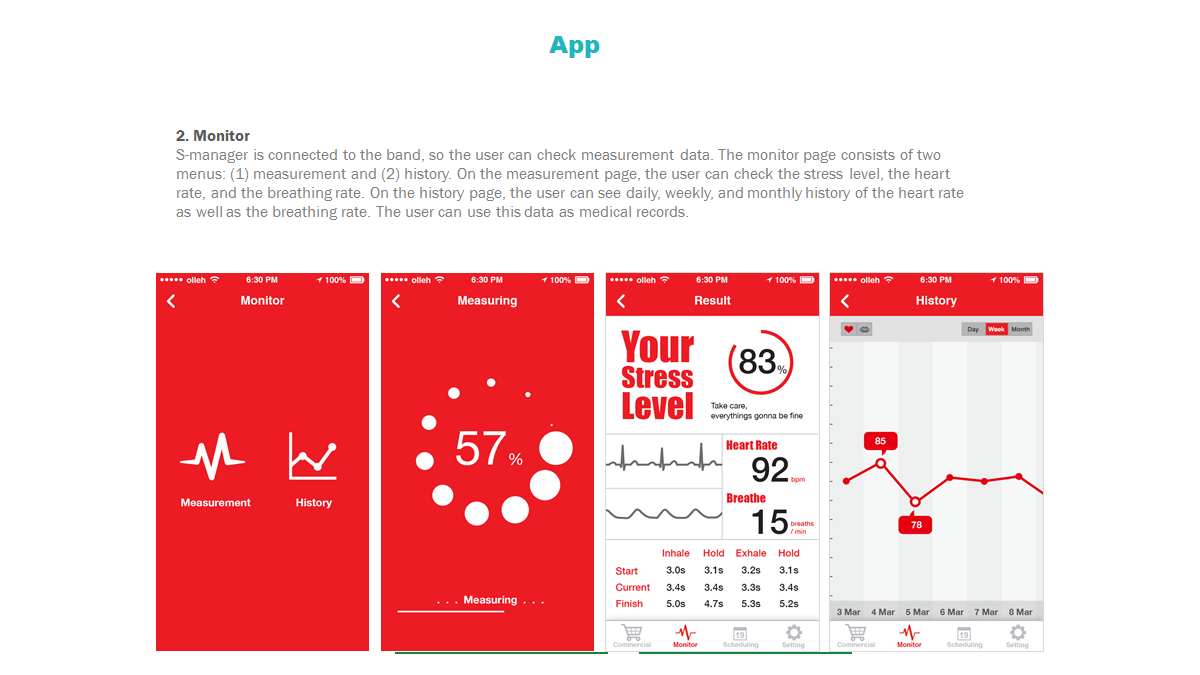 App
2. Monitor
S-manager is connected to the band, so the user can check measurement data. The monitor page consists of two
menus: (1) measurement and (2) history. On the measurement page, the user can check the stress level, the heart
rate, and the breathing rate. On the history page, the user can see daily, weekly, and monthly history of the heart rate
as well as the breathing rate. The user can use this data as medical records.
olleh 6:30 PM 100%
Monitor
Measurement History
olleh 6:30 PM 100%
Measuring
57%
. . . Measuring . . .
olleh 6:30 PM 100%
Result
Your
Stress
Level
83%
Take care,
everythings gonna be fine
Heart Rate
92 bpm
Breathe
15 breaths
/ min
Inhale Hold Exhale Hold
Start 3.0s 3.1s 3.2s 3.1s
Current 3.4s 3.4s 3.3s 3.4s
Finish 5.0s 4.7s 5.3s 5.2s
19
Commercial Monitor Scheduling Setting
olleh 6:30 PM 100%
History
Day Week Month
85
78
3 Mar 4 Mar 5 Mar 6 Mar 7 Mar 8 Mar
19
Commercial Monitor Scheduling Setting